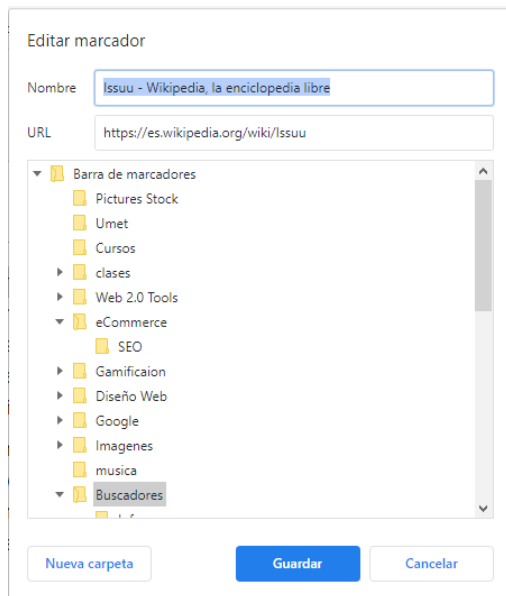 Editar marcador
Nombre
Issuu - Wikipedia, la enciclopedia libre
URL
https://es.wikipedia.org/wiki/Issuu
Barra de marcadores
Pictures Stock
Umet
Cursos
clases
Web 2.0 Tools
eCommerce
SEO
Gamificaion
Diseño Web
Google
Imagenes
musica
Buscadores
Nueva carpeta
Guardar
Cancelar